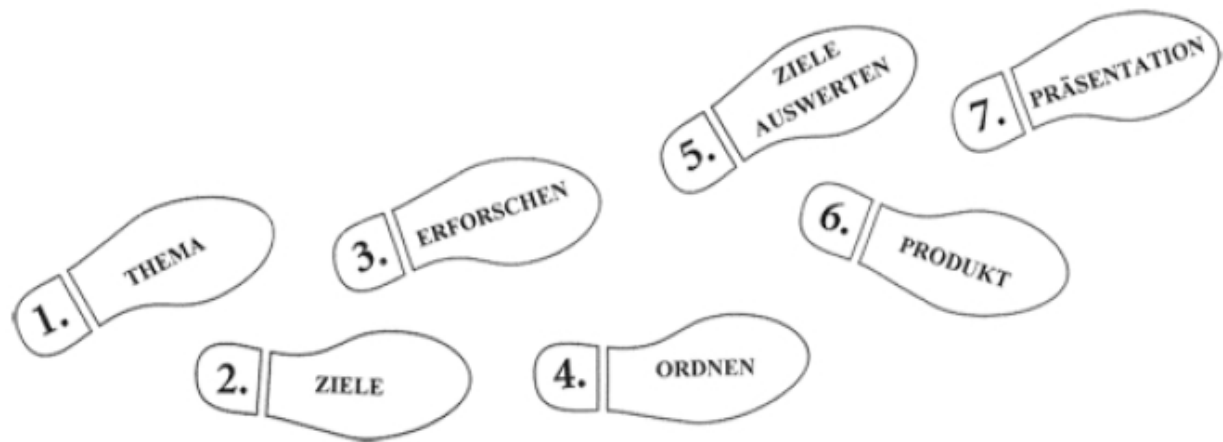 1. THEMA
2. ZIELE
3. ERFORSCHEN
4. ORDNEN
5. ZIELE
AUSWERTEN
6. PRODUKT
7. PRÄSENTATION